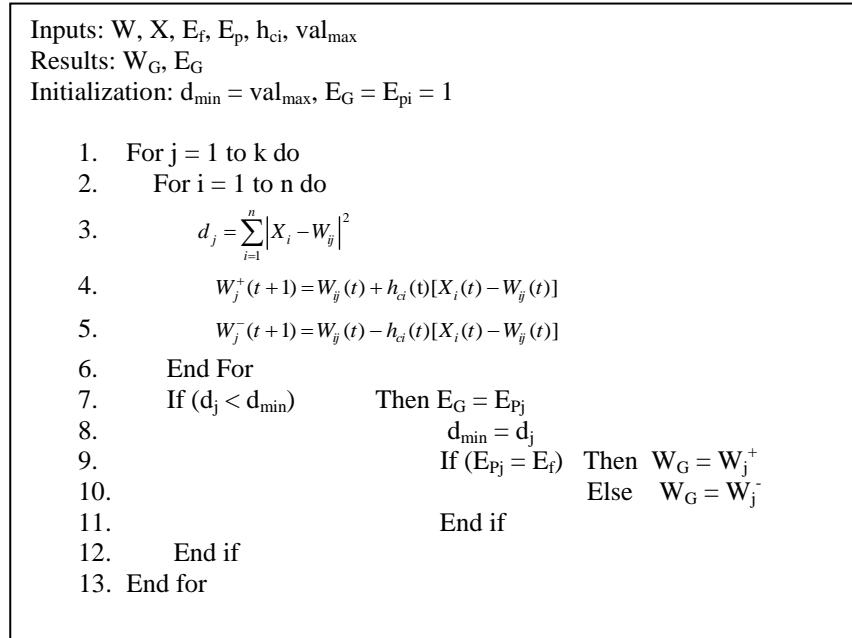 Inputs: W, X, E_f, E_p, h_ci, val_max
Results: W_G, E_G
Initialization: d_min = val_max, E_G = E_pi = 1
1. For j = 1 to k do
2. For i = 1 to n do
3. d_j = \sum_{i=1}^{n} |X_i − W_ij|^2
4. W_j^+(t+1) = W_ij(t) + h_ci(t)[X_i(t) − W_ij(t)]
5. W_j^-(t+1) = W_ij(t) − h_ci(t)[X_i(t) − W_ij(t)]
6. End For
7. If (d_j < d_min) Then E_G = E_Pj
8. d_min = d_j
9. If (E_Pj = E_f) Then W_G = W_j^+
10. Else W_G = W_j^-
11. End if
12. End if
13. End for